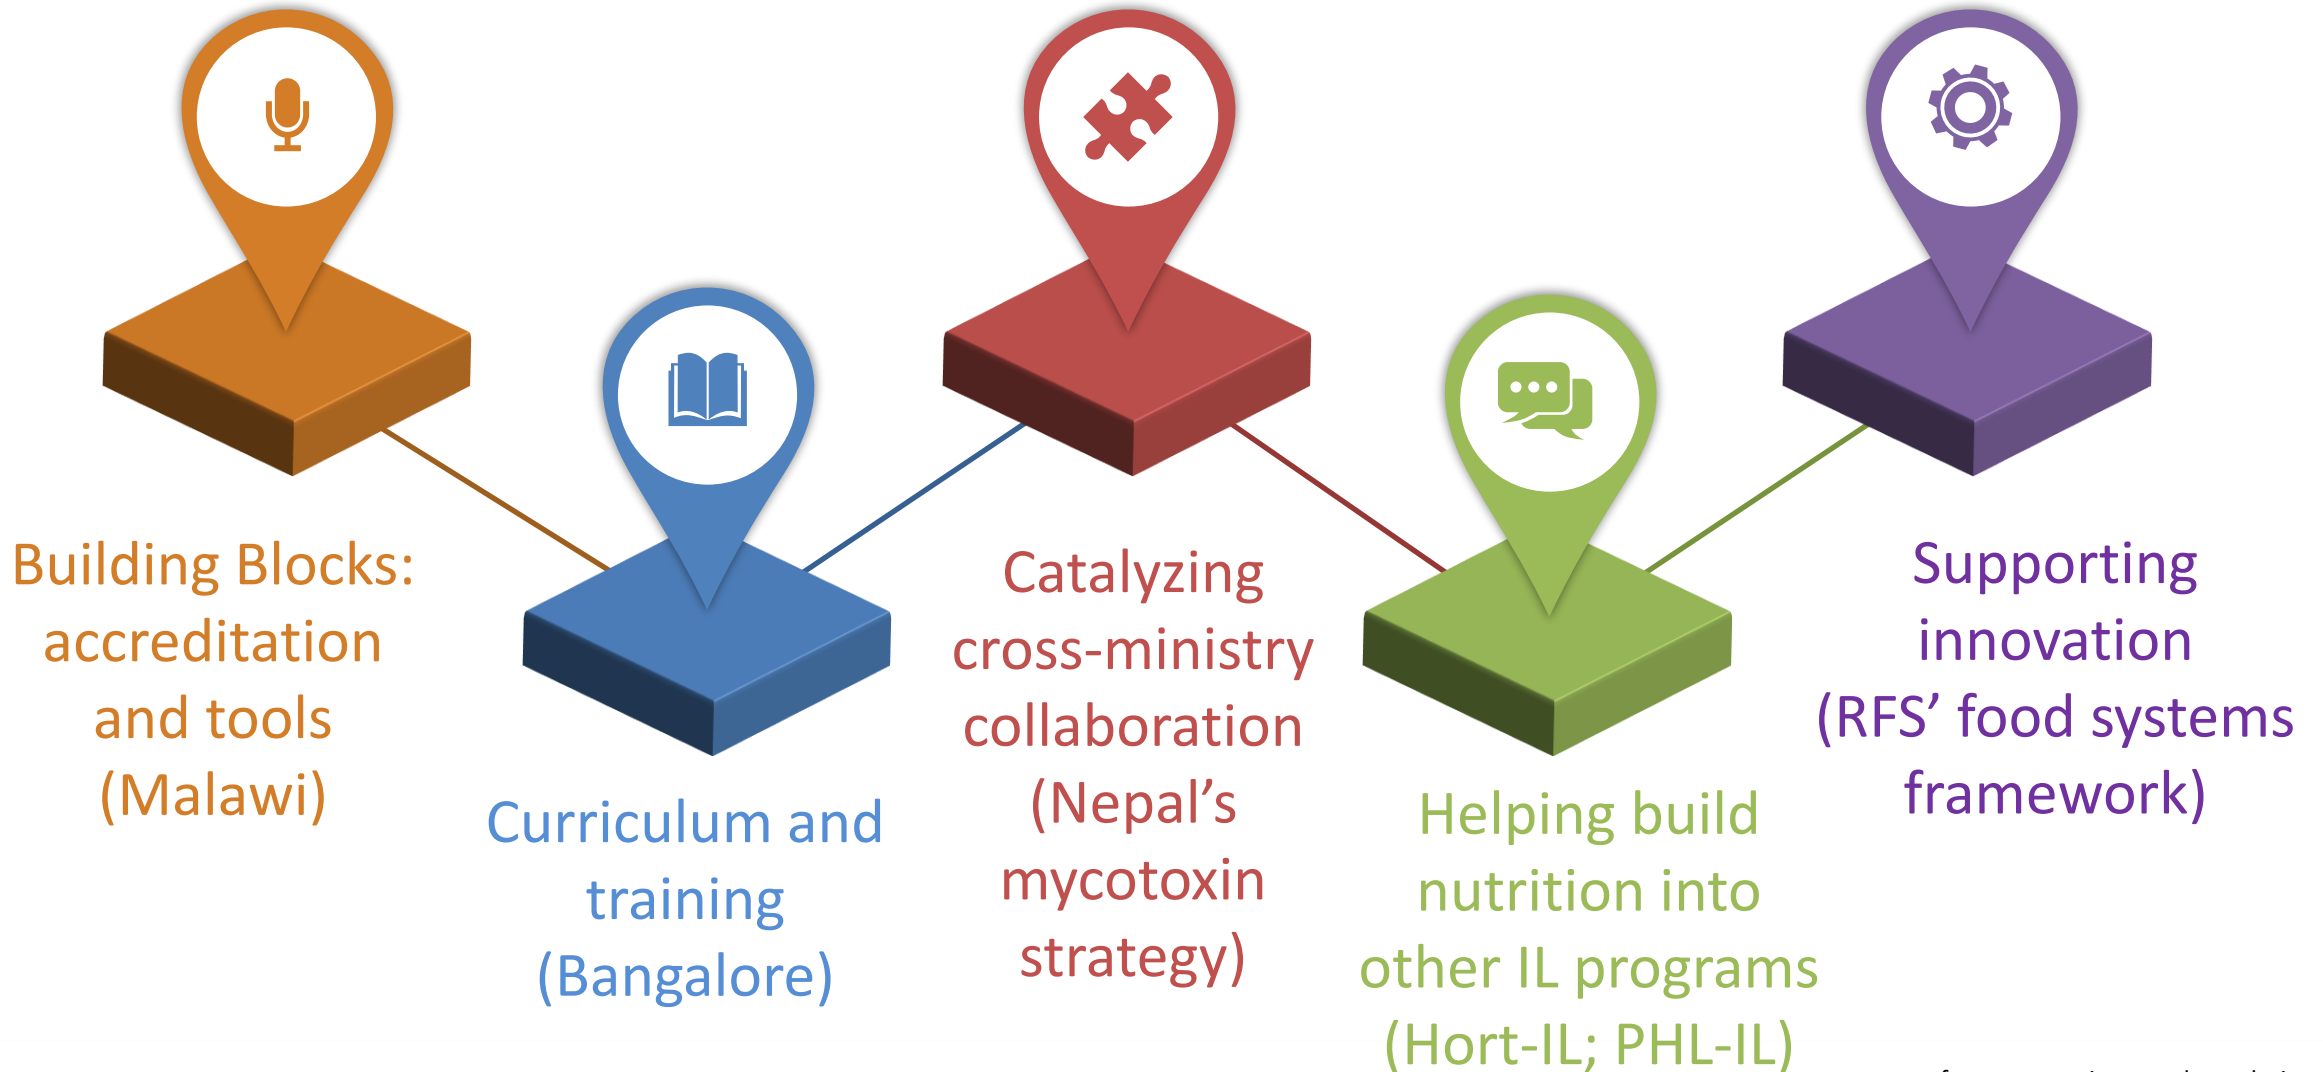 Building Blocks:
accreditation
and tools
(Malawi)
Curriculum and
training
(Bangalore)
Catalyzing
cross-ministry
collaboration
(Nepal’s
mycotoxin
strategy)
Helping build
nutrition into
other IL programs
(Hort-IL; PHL-IL)
Supporting
innovation
(RFS’ food systems
framework)